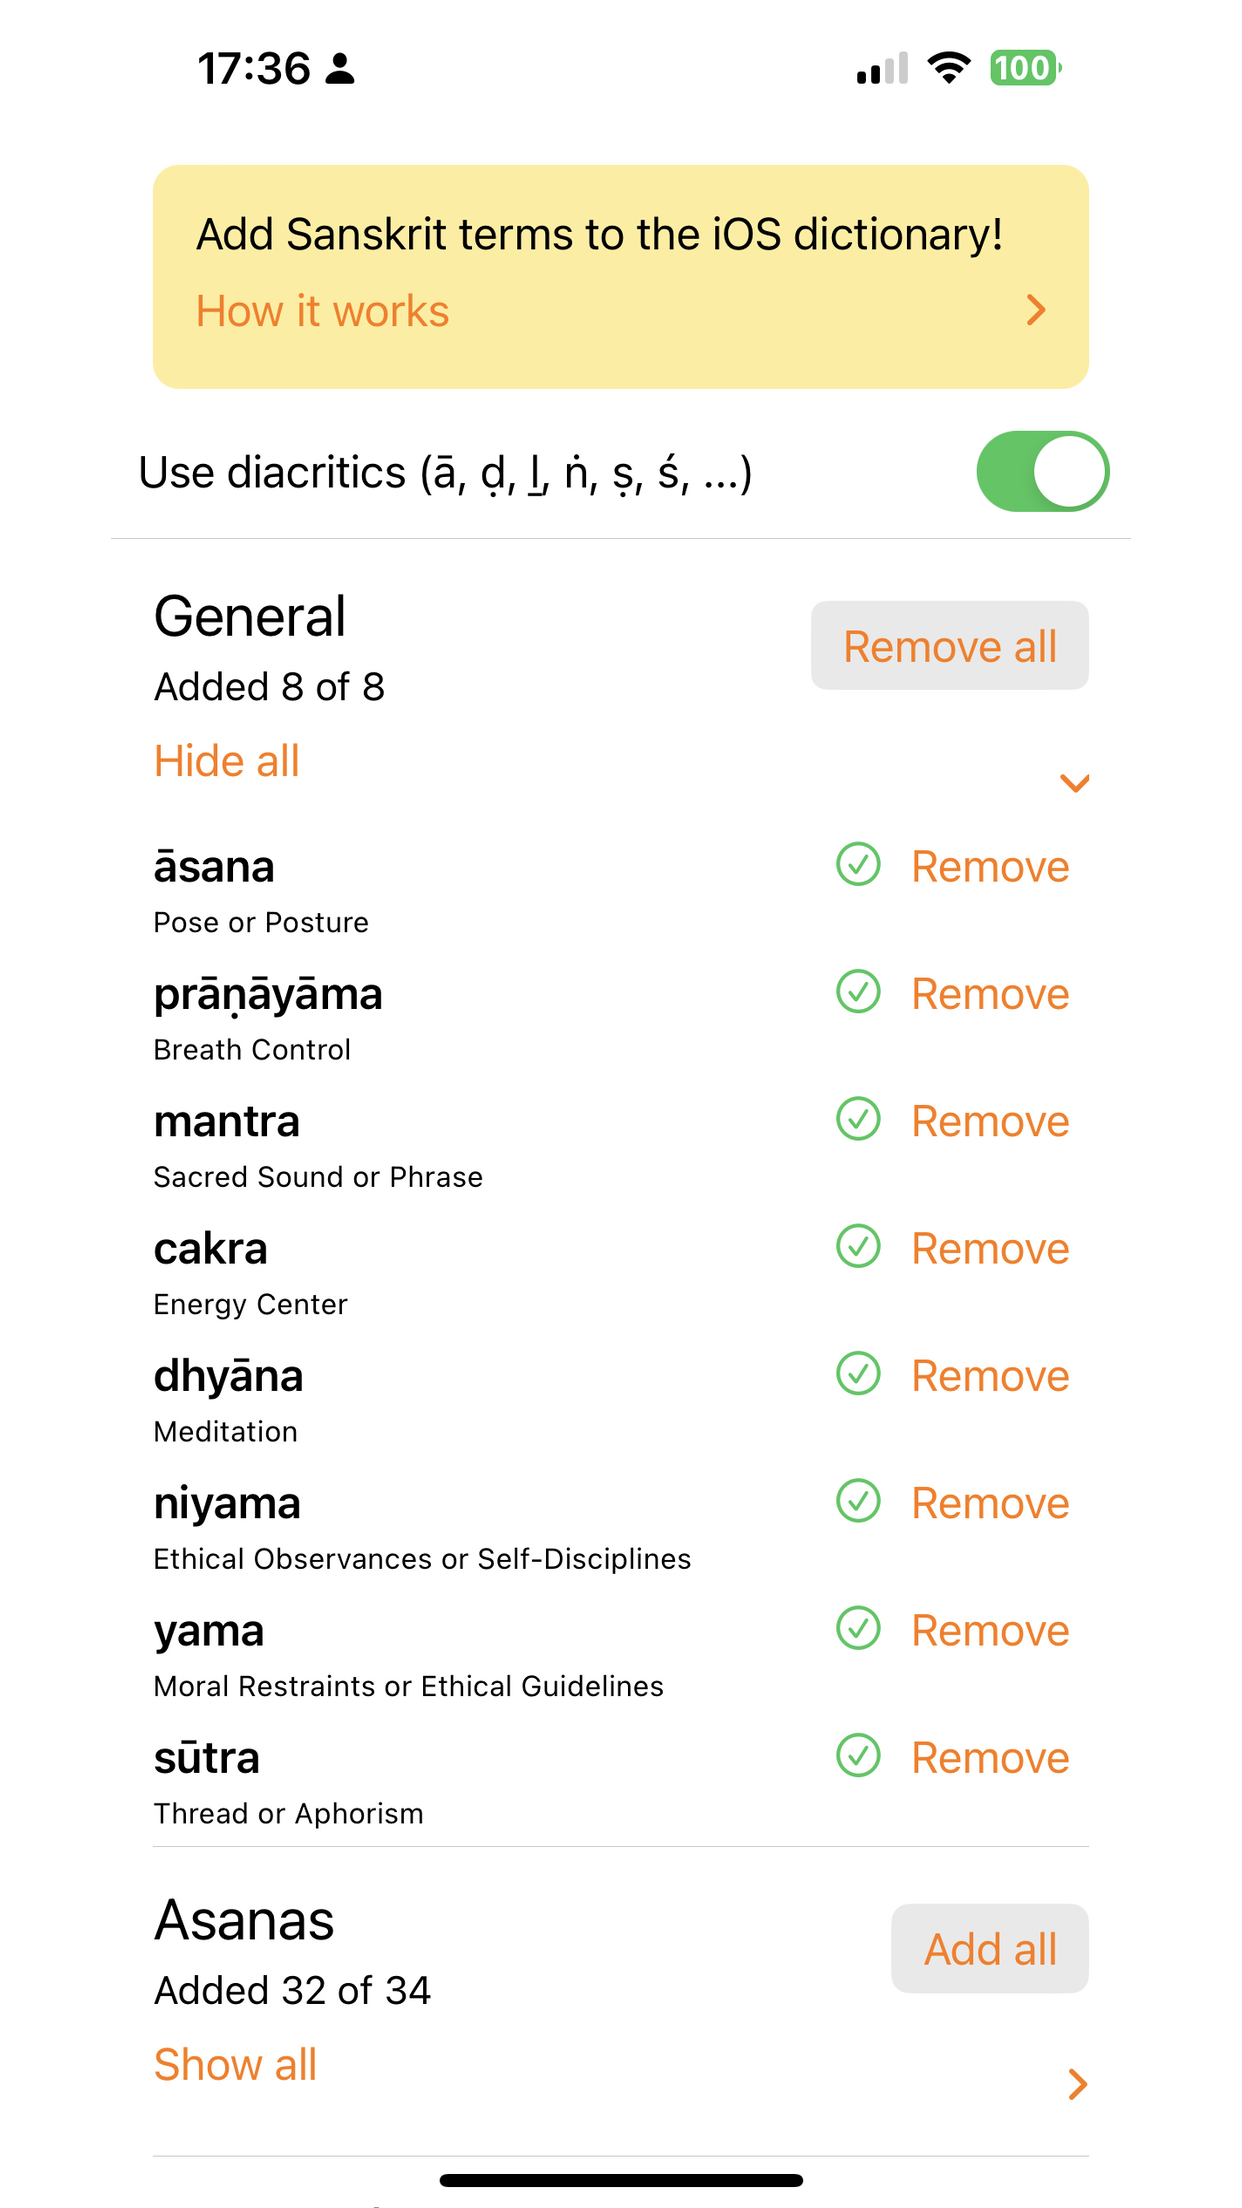 17:36
100
Add Sanskrit terms to the iOS dictionary!
How it works
Use diacritics (ā, ḍ, ḻ, ṅ, ṣ, ś, ...)
General
Remove all
Added 8 of 8
Hide all
āsana
Remove
Pose or Posture
prāṇāyāma
Remove
Breath Control
mantra
Remove
Sacred Sound or Phrase
cakra
Remove
Energy Center
dhyāna
Remove
Meditation
niyama
Remove
Ethical Observances or Self-Disciplines
yama
Remove
Moral Restraints or Ethical Guidelines
sūtra
Remove
Thread or Aphorism
Asanas
Add all
Added 32 of 34
Show all